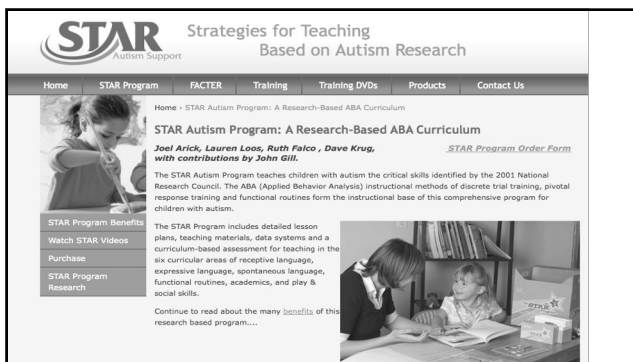 STAR
Autism Support
Strategies for Teaching
Based on Autism Research
Home STAR Program FACTER Training Training DVDs Products Contact Us
Home › STAR Autism Program: A Research-Based ABA Curriculum
STAR Autism Program: A Research-Based ABA Curriculum
Joel Arick, Lauren Loos, Ruth Falco , Dave Krug,
with contributions by John Gill.
STAR Program Order Form
The STAR Program teaches children with autism the critical skills identified by the 2001 National
Research Council. The ABA (Applied Behavior Analysis) instructional methods of discrete trial training, pivotal
response training and functional routines form the instructional base of this comprehensive program for
children with autism.
STAR Program Benefits
Watch STAR Videos
Purchase
STAR Program
Research
The STAR Program includes detailed lesson
plans, teaching materials, data systems and a
curriculum-based assessment for teaching in the
six curricular areas of receptive language,
expressive language, spontaneous language,
functional routines, academics, and play &
social skills.
Continue to read about the many benefits of this
research based program....
STAR